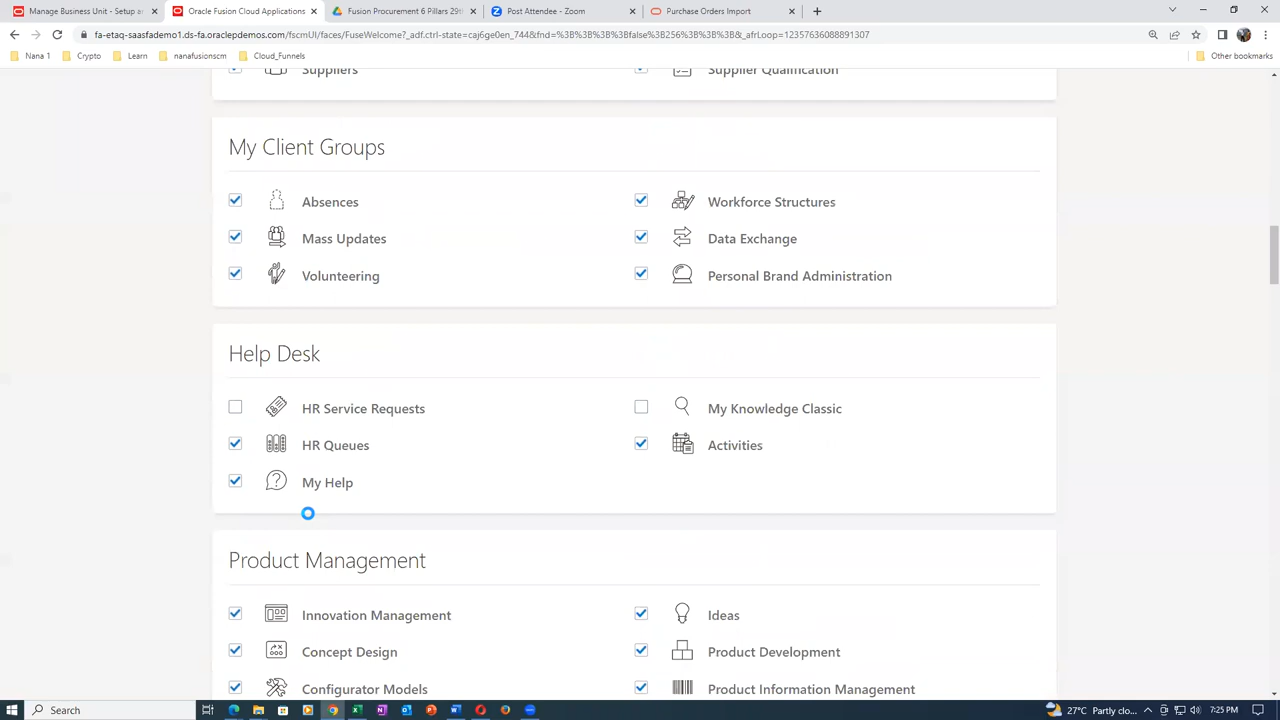 Manage Business Unit - Setup ar
Oracle Fusion Cloud Applications
Fusion Procurement 6 Pillars 29th
Post Attendee - Zoom
Purchase Orders Import
fa-etaq-saasfademo1.ds-fa.oraclepdemos.com/fscmUI/faces/FuseWelcome?_adf.ctrl-state=caj6ge0en_744&fnd=%3B%3B%3B%3Bfalse%3B256%3B%3B%3B&_afrLoop=12357636088891307
Nana 1
Crypto
Learn
nanafusionscm
Cloud_Funnels
Other bookmarks
Suppliers
Supplier Qualification
My Client Groups
Absences
Workforce Structures
Mass Updates
Data Exchange
Volunteering
Personal Brand Administration
Help Desk
HR Service Requests
My Knowledge Classic
HR Queues
Activities
My Help
Product Management
Innovation Management
Ideas
Concept Design
Product Development
Configurator Models
Product Information Management
Search
27°C Partly clo...
7:25 PM